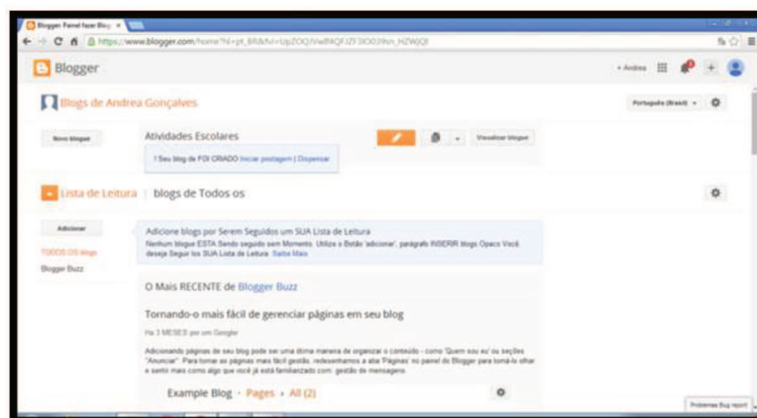 Blogger: Painel fazer Blog
https://www.blogger.com/home?hl=pt_BR
Blogger
+ Andrea
Blogs de Andrea Gonçalves
Português (Brasil)
Novo blogue
Atividades Escolares
Visualizar blogue
! Seu blog de FOI CRIADO Iniciar postagem | Dispensar
Lista de Leitura | blogs de Todos os
Adicionar
Adicione blogs por Serem Seguidos um SUA Lista de Leitura
Nenhum blogue ESTA Sendo seguido sem Momento. Utilize o Botão 'adicionar', parágrafo INSERIR blogs Opacs Você
deseja Seguir los SUA Lista de Leitura. Saiba Mais
TODOS OS blogs
Blogger Buzz
O Mais RECENTE de Blogger Buzz
Tornando-o mais fácil de gerenciar páginas em seu blog
Há 3 MESES por um Googler
Adicionando páginas de seu blog pode ser uma ótima maneira de organizar o conteúdo - como 'Quem sou eu' ou seções
"Anunciar". Para tornar as páginas mais fácil gestão, redesenhamos a aba 'Páginas' no painel do Blogger para torná-lo olhar
e sentir mais como algo que você já está familiarizado com: gestão de mensagens.
Example Blog · Pages › All (2)
Problemas Bug report